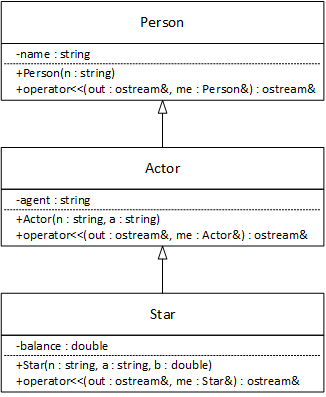 Person
-name : string
+Person(n : string)
+operator<<(out : ostream&, me : Person&) : ostream&
Actor
-agent : string
+Actor(n : string, a : string)
+operator<<(out : ostream&, me : Actor&) : ostream&
Star
-balance : double
+Star(n : string, a : string, b : double)
+operator<<(out : ostream&, me : Star&) : ostream&